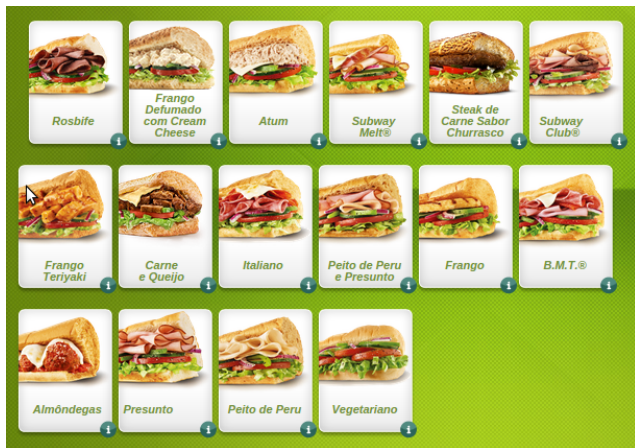 Rosbife
Frango
Defumado
com Cream
Cheese
Atum
Subway
Melt®
Steak de
Carne Sabor
Churrasco
Subway
Club®
Frango
Teriyaki
Carne
e Queijo
Italiano
Peito de Peru
e Presunto
Frango
B.M.T.®
Almôndegas
Presunto
Peito de Peru
Vegetariano